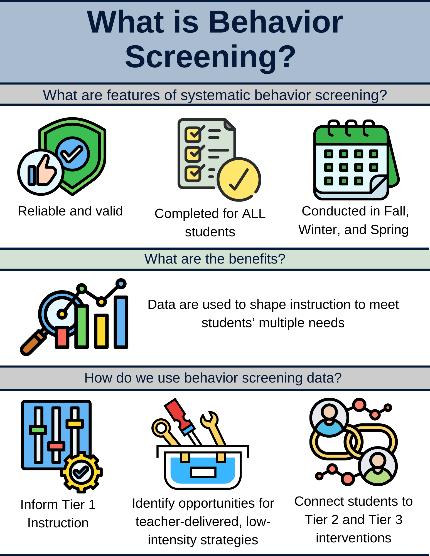 What is Behavior
Screening?
What are features of systematic behavior screening?
Reliable and valid
Completed for ALL
students
Conducted in Fall,
Winter, and Spring
What are the benefits?
Data are used to shape instruction to meet
students' multiple needs
How do we use behavior screening data?
Inform Tier 1
Instruction
Identify opportunities for
teacher-delivered, low-
intensity strategies
Connect students to
Tier 2 and Tier 3
interventions